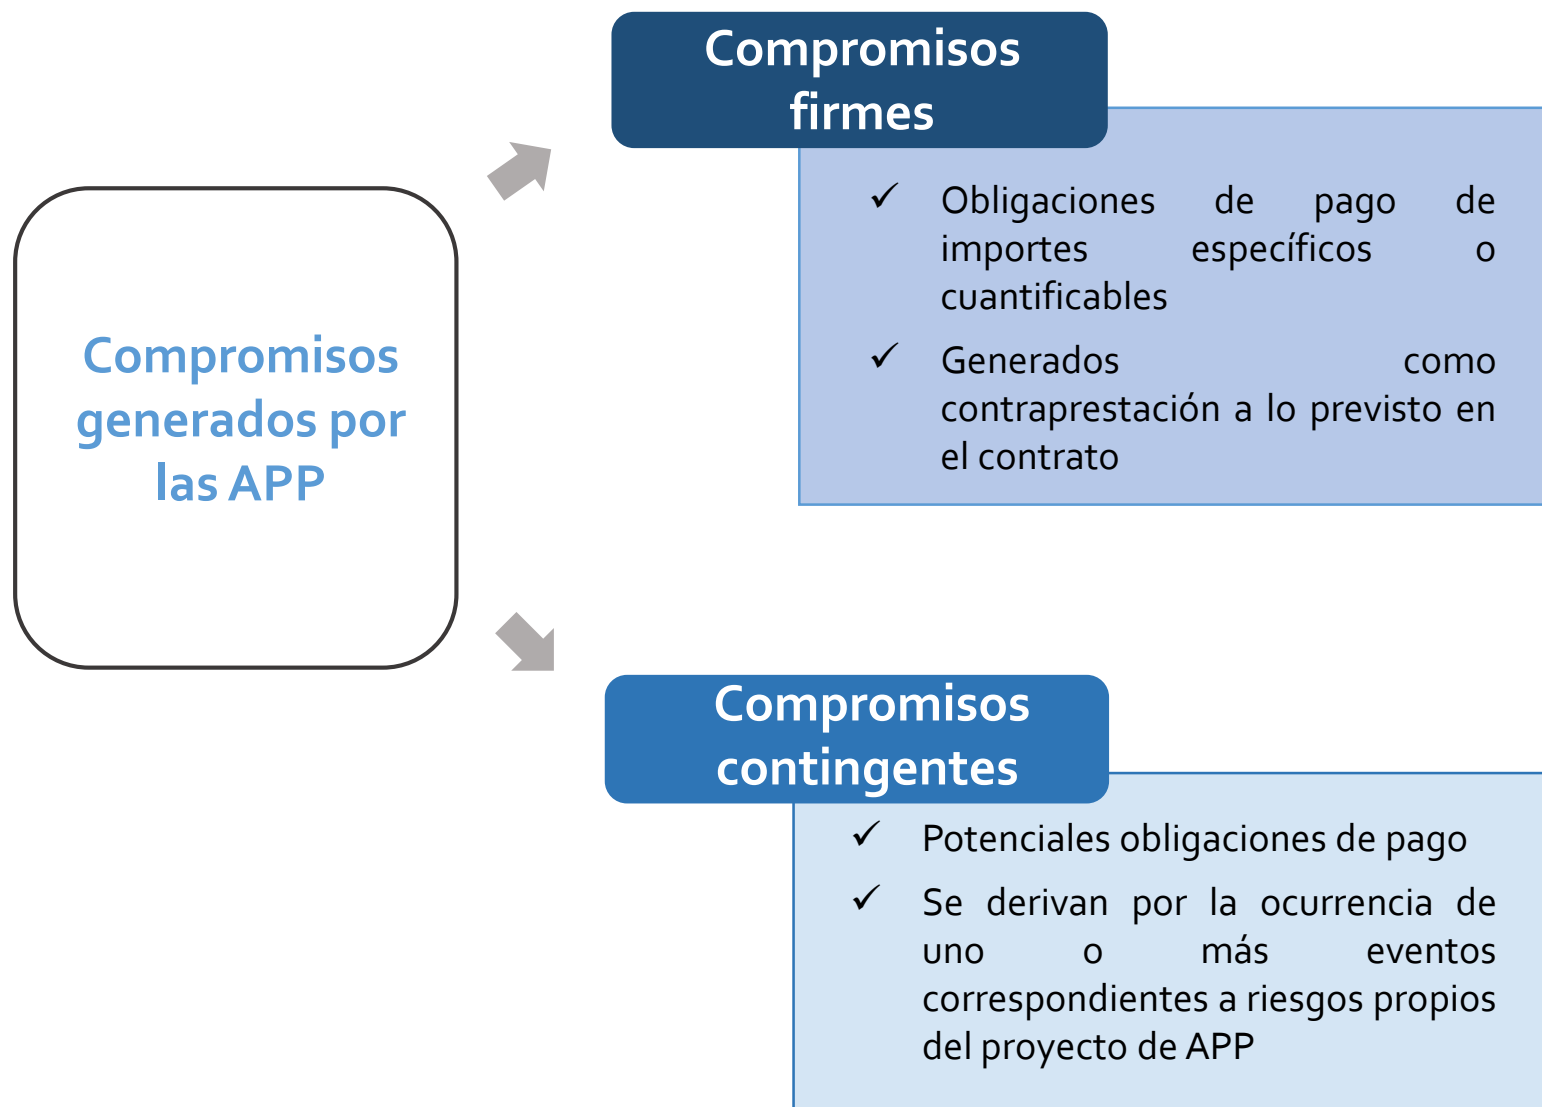 Compromisos
generados por
las APP
Compromisos
firmes
✓ Obligaciones de pago de
importes específicos o
cuantificables
✓ Generados como
contraprestación a lo previsto en
el contrato
Compromisos
contingentes
✓ Potenciales obligaciones de pago
✓ Se derivan por la ocurrencia de
uno o más eventos
correspondientes a riesgos propios
del proyecto de APP